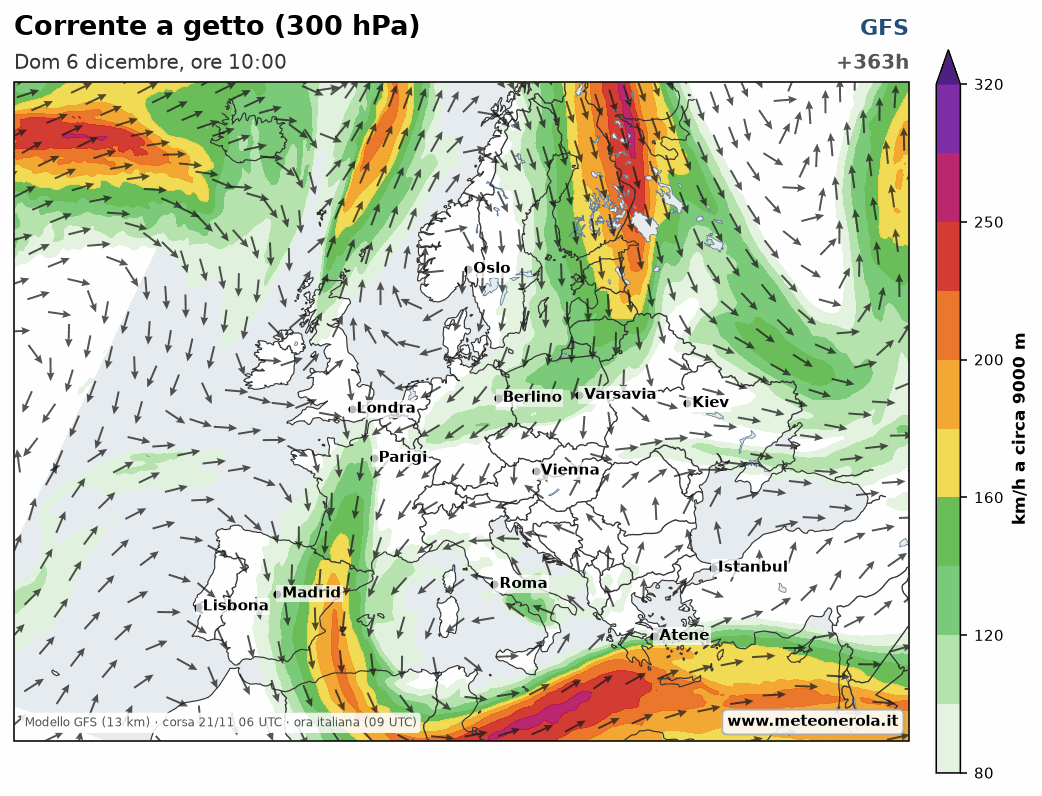 Corrente a getto (300 hPa)
GFS
Dom 6 dicembre, ore 10:00
+363h
320
250
200
160
120
80
km/h a circa 9000 m
Oslo
Berlino
Varsavia
Kiev
Londra
Parigi
Vienna
Istanbul
Roma
Madrid
Lisbona
Atene
Modello GFS (13 km) · corsa 21/11 06 UTC · ora italiana (09 UTC)
www.meteonerola.it